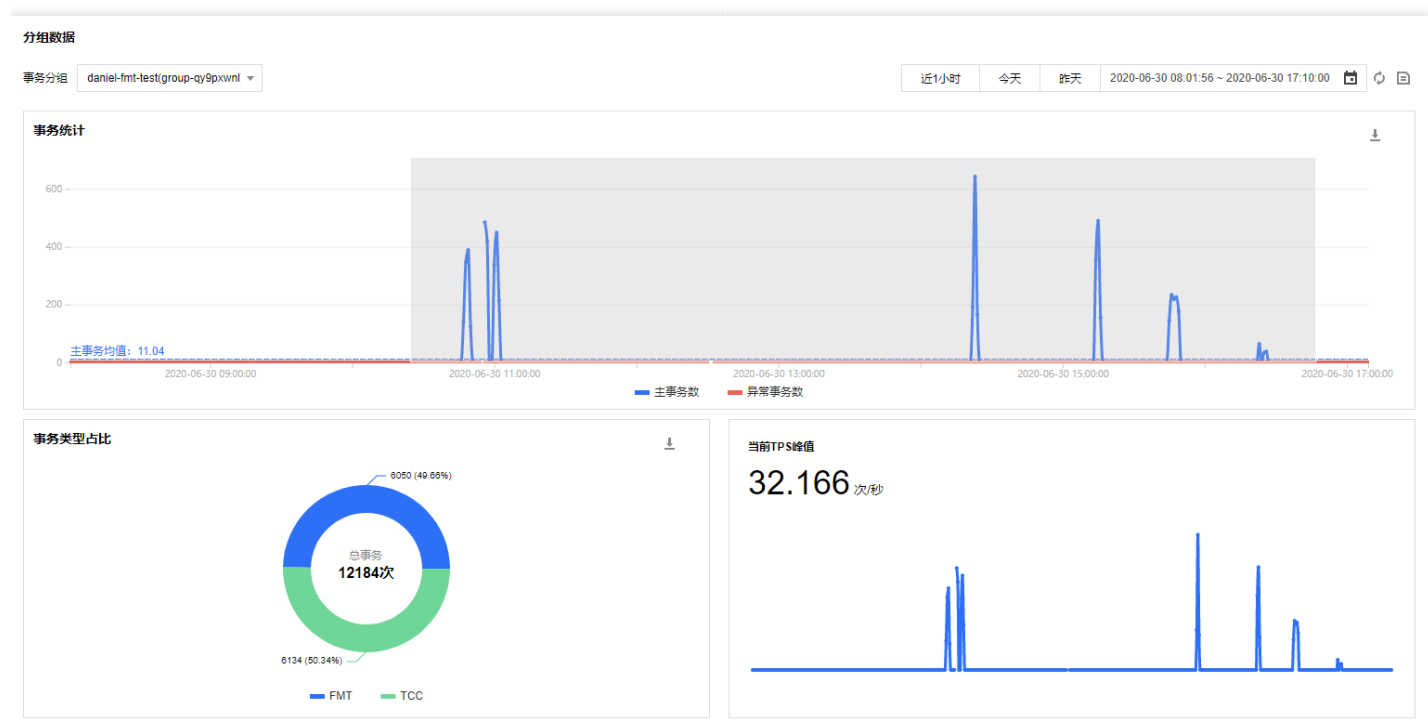 分组数据
事务分组 daniel-fmt-test(group-qy9pxwnl 近1小时 今天 昨天 2020-06-30 08:01:56 ~ 2020-06-30 17:10:00
事务统计
600
400
200
主事务均值：11.04
0
2020-06-30 09:00:00 2020-06-30 11:00:00 2020-06-30 13:00:00 2020-06-30 15:00:00 2020-06-30 17:00:00
主事务数 异常事务数
事务类型占比
6050 (49.66%)
总事务
12184次
6134 (50.34%)
FMT TCC
当前TPS峰值
32.166 次/秒